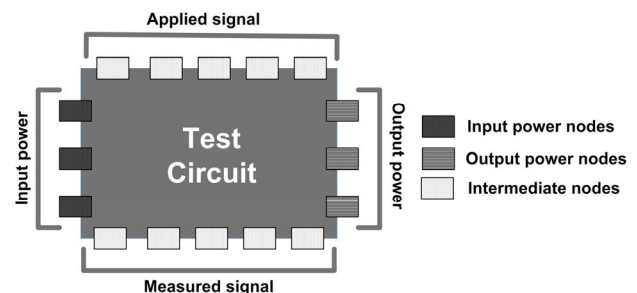 Applied signal
Input power
Test
Circuit
Output power
Input power nodes
Output power nodes
Intermediate nodes
Measured signal